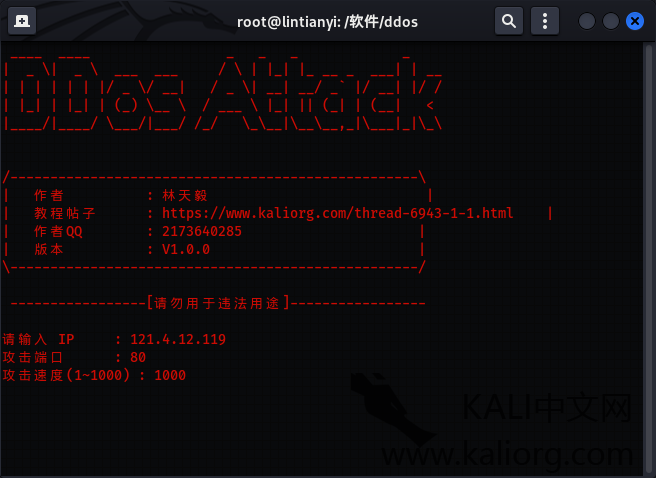 root@lintianyi: /软件/ddos
DDoS Attack
作者 : 林天毅
教程帖子 : https://www.kaliorg.com/thread-6943-1-1.html
作者QQ : 2173640285
版本 : V1.0.0
[请勿用于违法用途]
请输入 IP : 121.4.12.119
攻击端口 : 80
攻击速度(1~1000) : 1000
KALI中文网
www.kaliorg.com